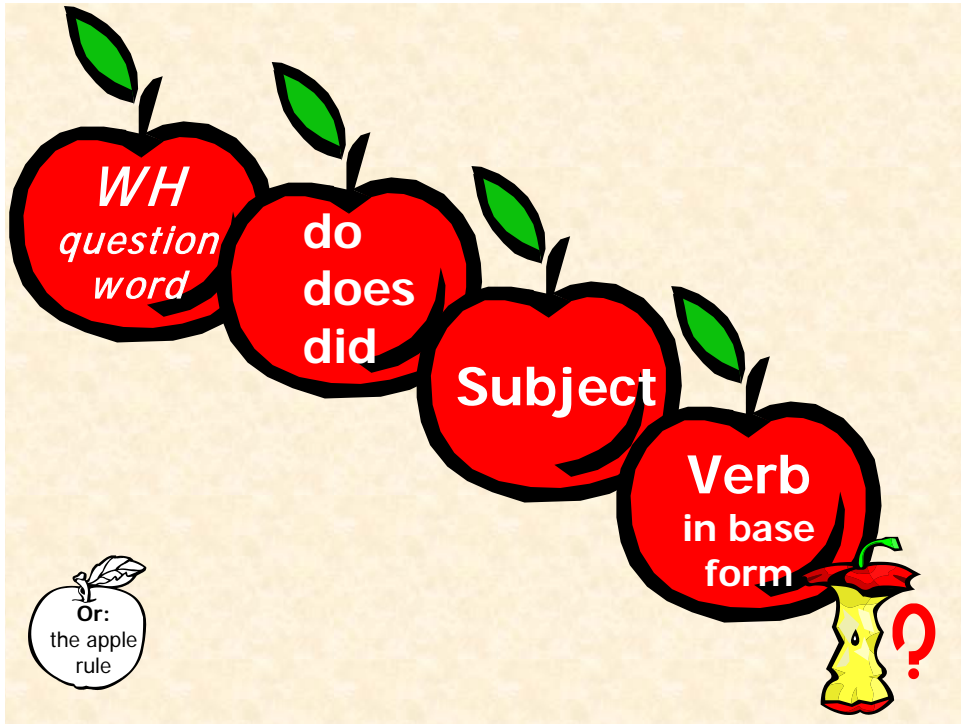 WH
question
word
do
does
did
Subject
Verb
in base
form
?
Or:
the apple
rule